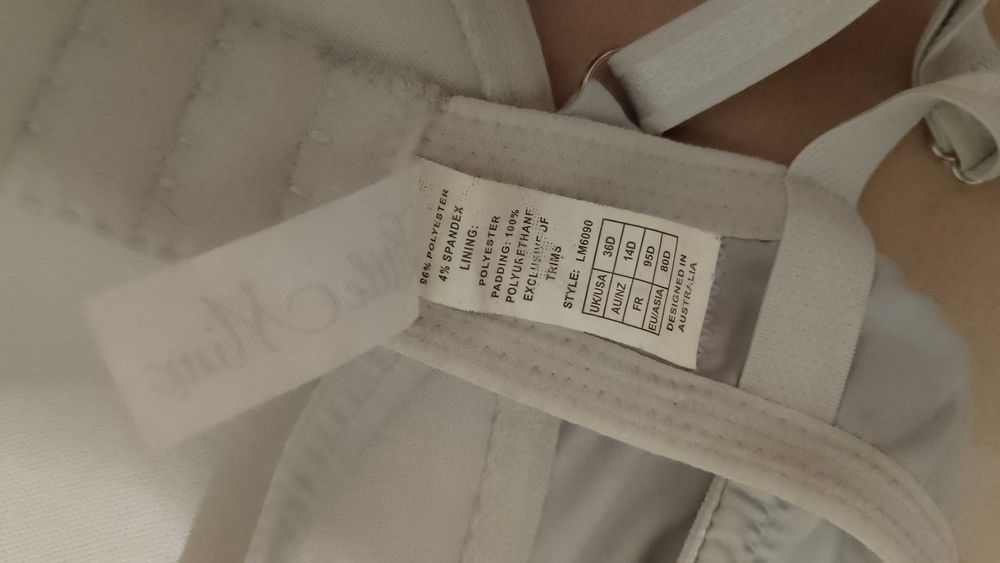 96% POLYESTER
4% SPANDEX
LINING:
POLYESTER
PADDING: 100%
POLYURETHANE
EXCLUSIVE OF
TRIMS
STYLE: LM6090
UK/USA 36D
AU/NZ 14D
FR 95D
EU/ASIA 80D
DESIGNED IN
AUSTRALIA